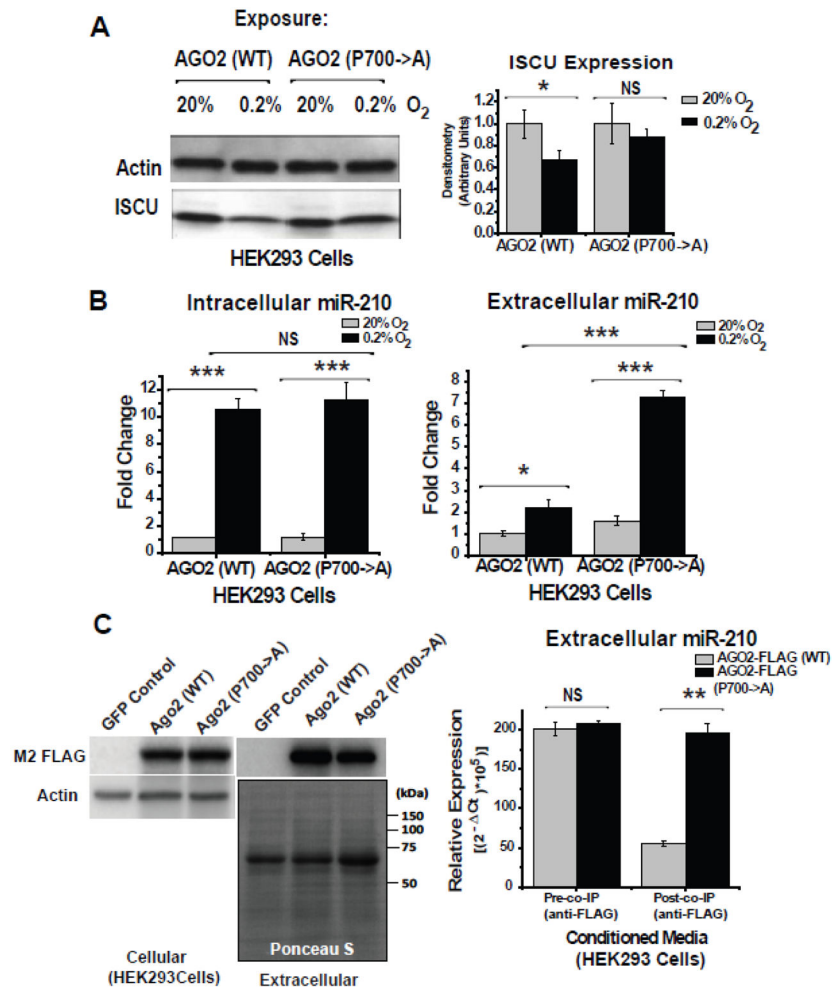 A
Exposure:
AGO2 (WT) AGO2 (P700->A)
20% 0.2% 20% 0.2% O2
Actin
ISCU
HEK293 Cells
ISCU Expression
20% O2
0.2% O2
* NS
Densitometry
(Arbitrary Units)
1.2
1.0
0.8
0.6
0.4
0.2
0.0
AGO2 (WT) AGO2 (P700->A)
B
Intracellular miR-210
20% O2
0.2% O2
NS
*** ***
Fold Change
12
10
8
6
4
2
0
AGO2 (WT) AGO2 (P700->A)
HEK293 Cells
Extracellular miR-210
20% O2
0.2% O2
***
***
*
Fold Change
8
7
6
5
4
3
2
1
0
AGO2 (WT) AGO2 (P700->A)
HEK293 Cells
C
GFP Control
Ago2 (WT)
Ago2 (P700->A)
GFP Control
Ago2 (WT)
Ago2 (P700->A)
M2 FLAG
Actin
(kDa)
150
100
75
50
Ponceau S
Cellular
(HEK293Cells)
Extracellular
Extracellular miR-210
AGO2-FLAG (WT)
AGO2-FLAG
(P700->A)
NS
**
Relative Expression
[(2^-ΔCt)*10^5)]
200
150
100
50
0
Pre-co-IP
(anti-FLAG)
Post-co-IP
(anti-FLAG)
Conditioned Media
(HEK293 Cells)